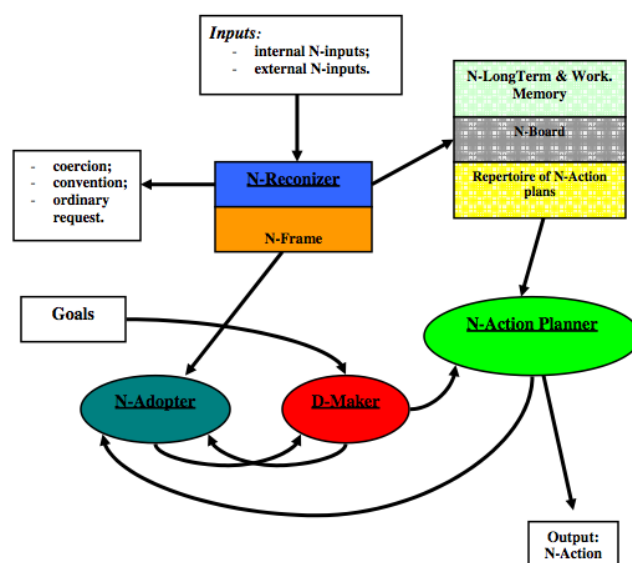 Inputs:
- internal N-inputs;
- external N-inputs.
N-LongTerm & Work.
Memory
N-Board
Repertoire of N-Action
plans
- coercion;
- convention;
- ordinary
request.
N-Reconizer
N-Frame
Goals
N-Action Planner
N-Adopter
D-Maker
Output:
N-Action